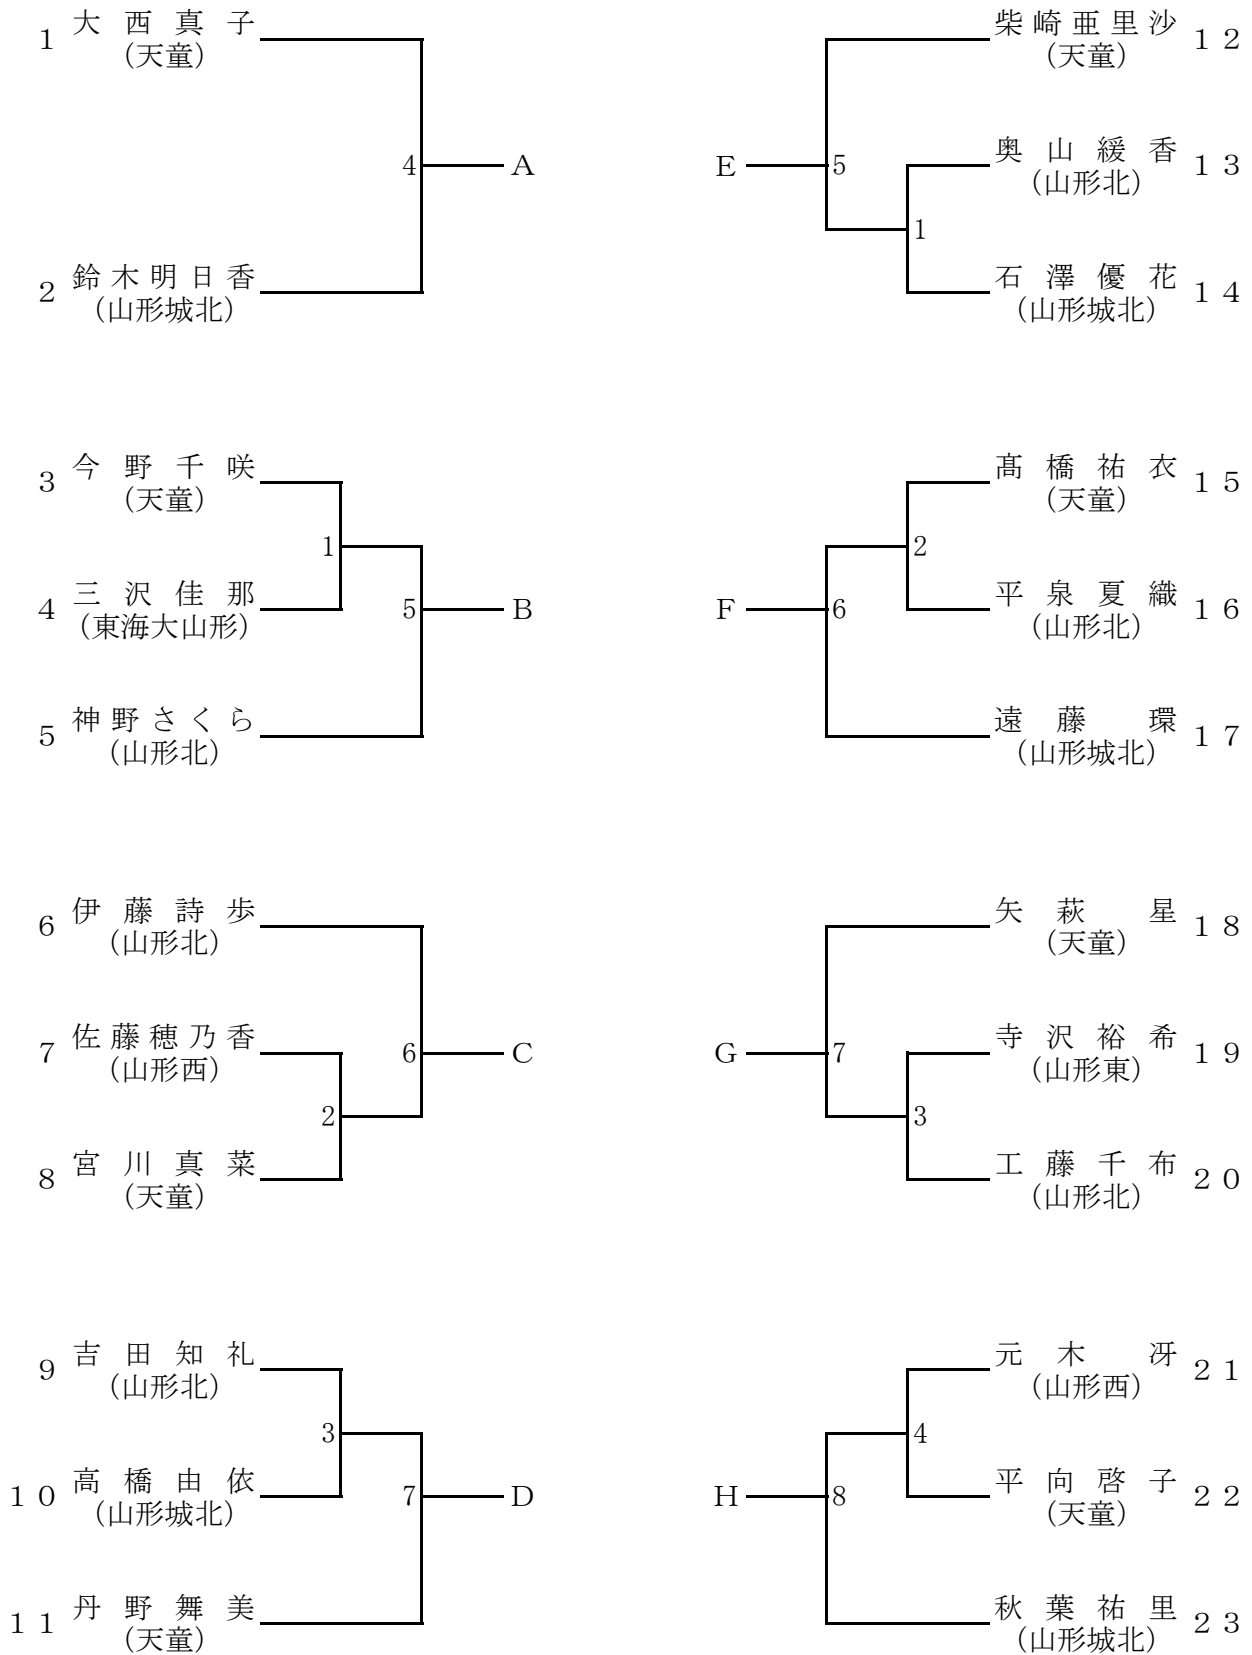 1 大西真子
(天童)
4 A
2 鈴木明日香
(山形城北)
3 今野千咲
(天童)
1
4 三沢佳那
(東海大山形)
5 B
5 神野さくら
(山形北)
6 伊藤詩歩
(山形北)
7 佐藤穂乃香
(山形西)
6 C
2
8 宮川真菜
(天童)
9 吉田知礼
(山形北)
3
10 高橋由依
(山形城北)
7 D
11 丹野舞美
(天童)
柴崎亜里沙 12
(天童)
E 5
奥山緩香 13
(山形北)
1
石澤優花 14
(山形城北)
髙橋祐衣 15
(天童)
2
F 6
平泉夏織 16
(山形北)
遠藤環 17
(山形城北)
矢萩星 18
(天童)
G 7
寺沢裕希 19
(山形東)
3
工藤千布 20
(山形北)
元木冴 21
(山形西)
4
H 8
平向啓子 22
(天童)
秋葉祐里 23
(山形城北)